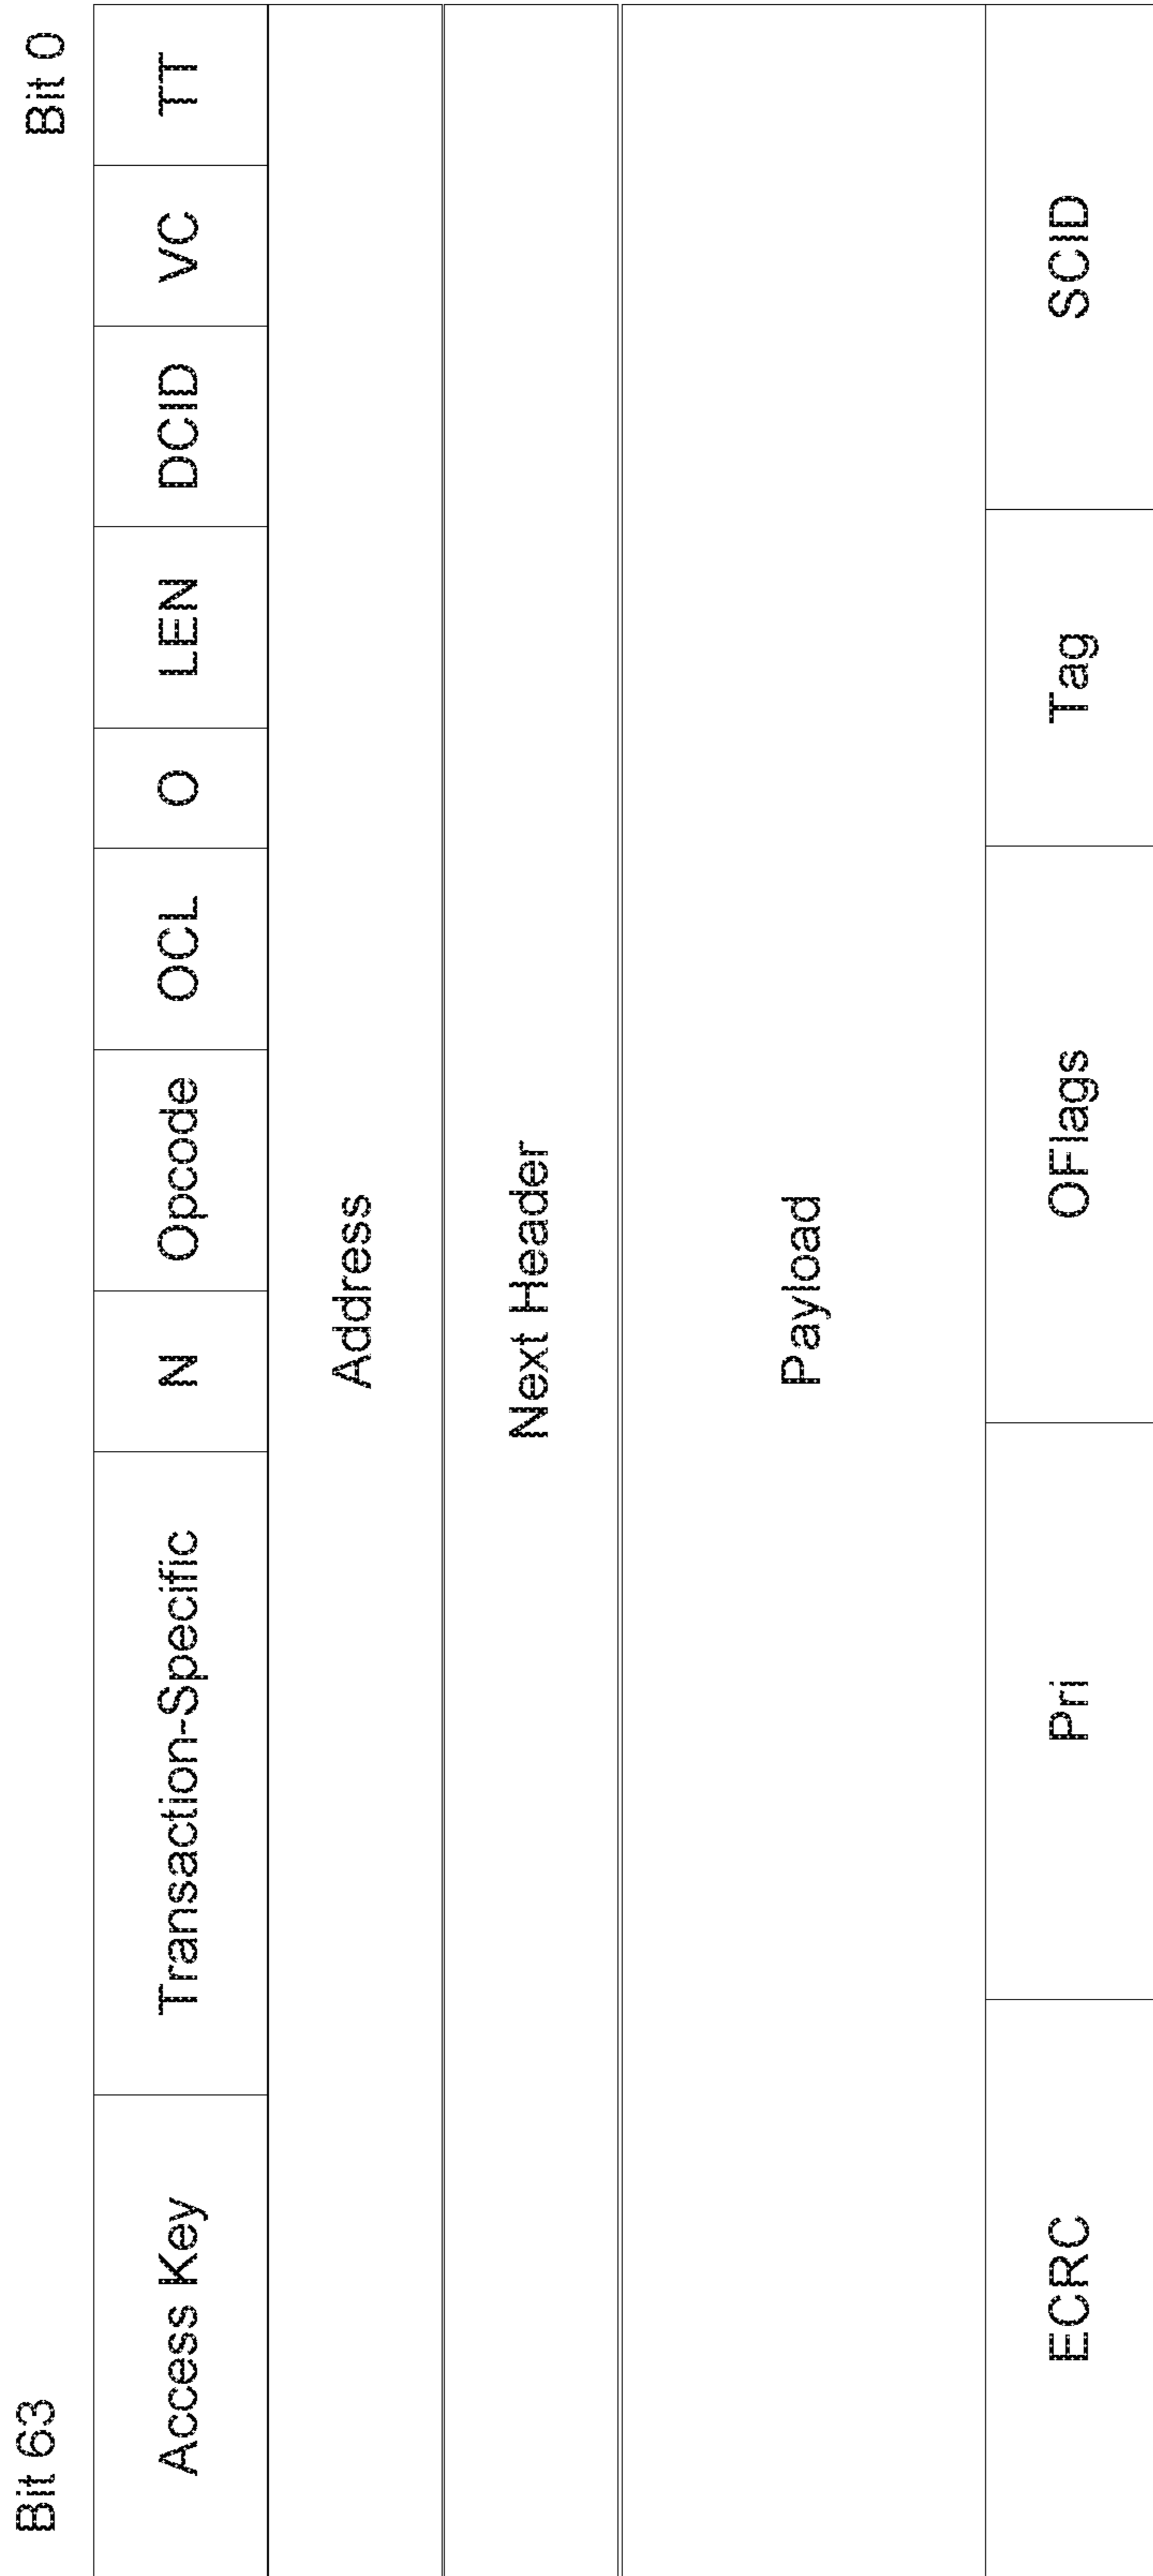 Bit 63 Bit 0
Access Key Transaction-Specific N Opcode OCL O LEN DCID VC TT
Address
Next Header
Payload
ECRC Pri OFlags Tag SCID